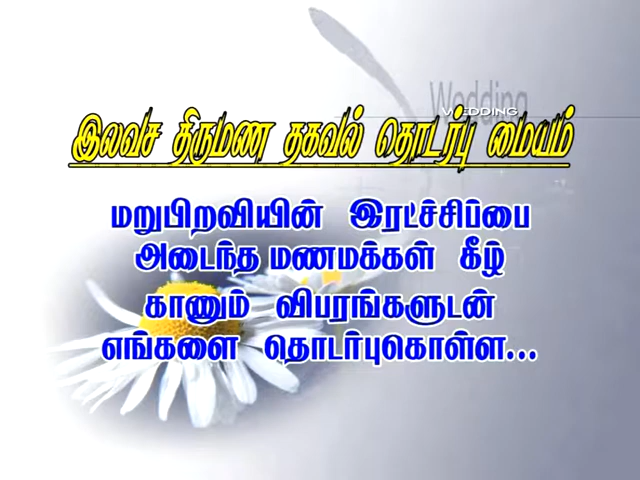 Wedding
WEDDING
இலவச திருமண தகவல் தொடர்பு மையம்
மறுபிறவியின் இரட்ச்சிப்பை
அடைந்த மணமக்கள் கீழ்
காணும் விபரங்களுடன்
எங்களை தொடர்புகொள்ள...